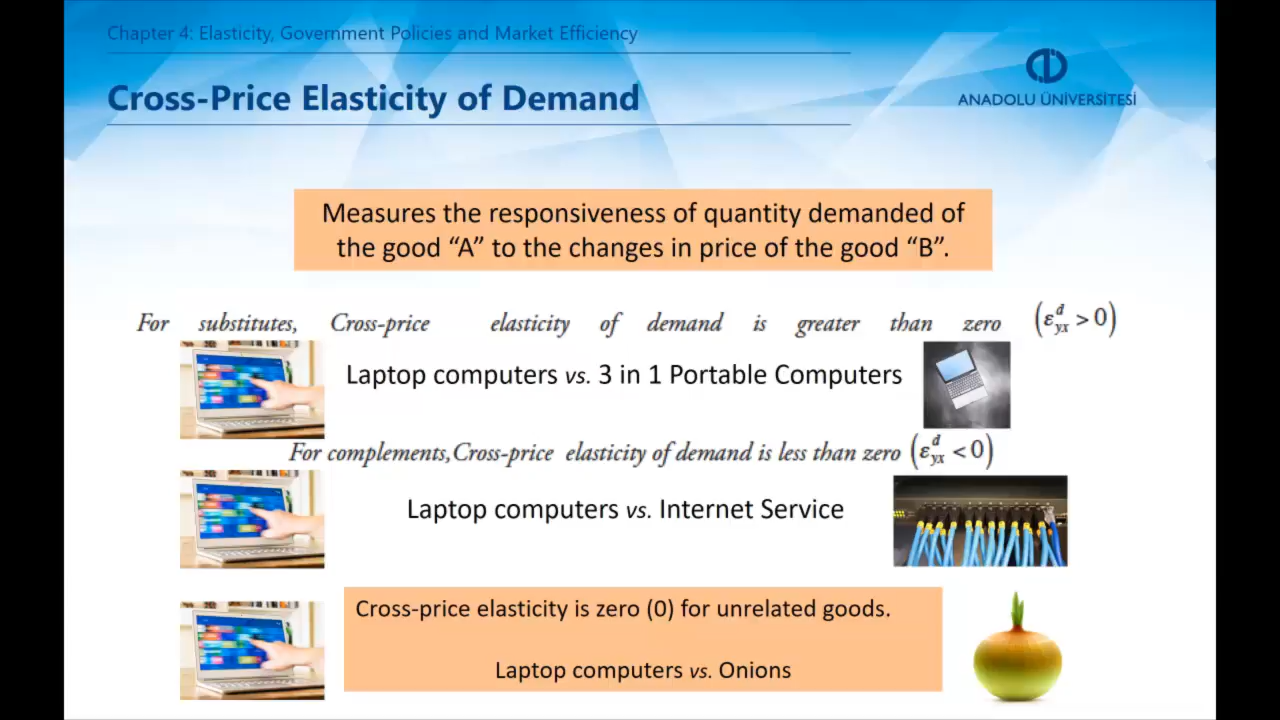 Chapter 4: Elasticity, Government Policies and Market Efficiency
Cross-Price Elasticity of Demand
ANADOLU ÜNİVERSİTESİ
Measures the responsiveness of quantity demanded of
the good “A” to the changes in price of the good “B”.
For substitutes, Cross-price elasticity of demand is greater than zero (ε^d_yx > 0)
Laptop computers vs. 3 in 1 Portable Computers
For complements,Cross-price elasticity of demand is less than zero (ε^d_yx < 0)
Laptop computers vs. Internet Service
Cross-price elasticity is zero (0) for unrelated goods.
Laptop computers vs. Onions